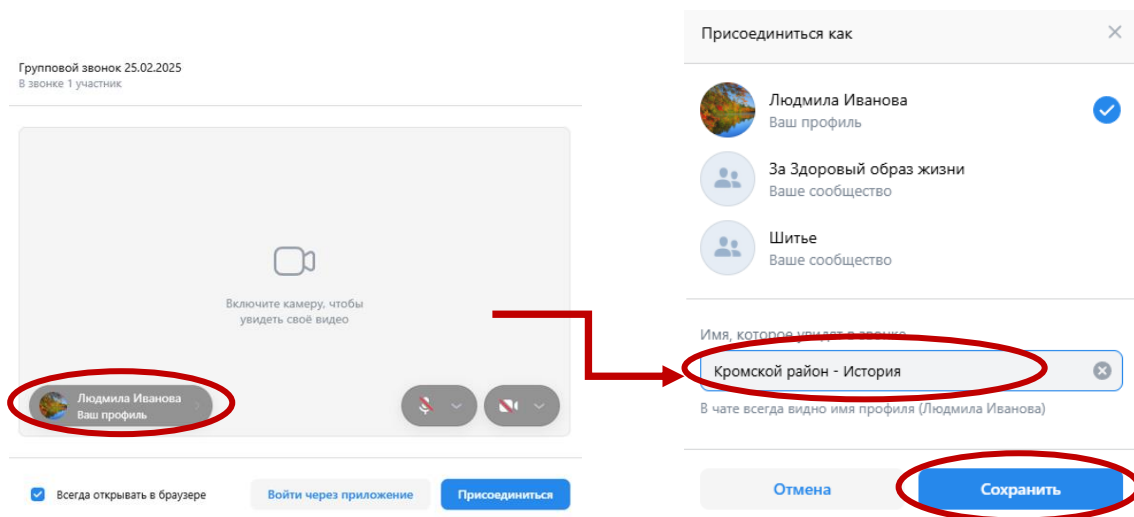 Групповой звонок 25.02.2025
В звонке 1 участник
Включите камеру, чтобы
увидеть своё видео
Людмила Иванова
Ваш профиль
Всегда открывать в браузере
Войти через приложение
Присоединиться
Присоединиться как
Людмила Иванова
Ваш профиль
За Здоровый образ жизни
Ваше сообщество
Шитье
Ваше сообщество
Имя, которое увидят в звонке
Кромской район - История
В чате всегда видно имя профиля (Людмила Иванова)
Отмена
Сохранить